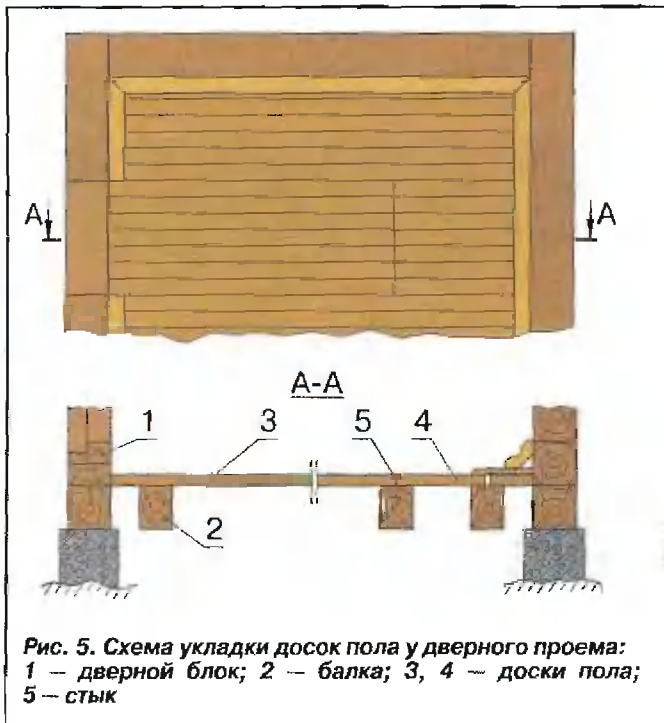 А А
А-А
1 3 5 4
2
Рис. 5. Схема укладки досок пола у дверного проема:
1 – дверной блок; 2 – балка; 3, 4 – доски пола;
5 – стык